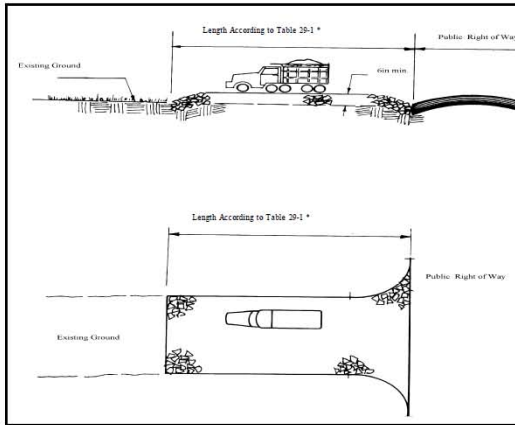 Length According to Table 29-1 *
Public Right of Way
Existing Ground
6in min.
Length According to Table 29-1 *
Public Right of Way
Existing Ground